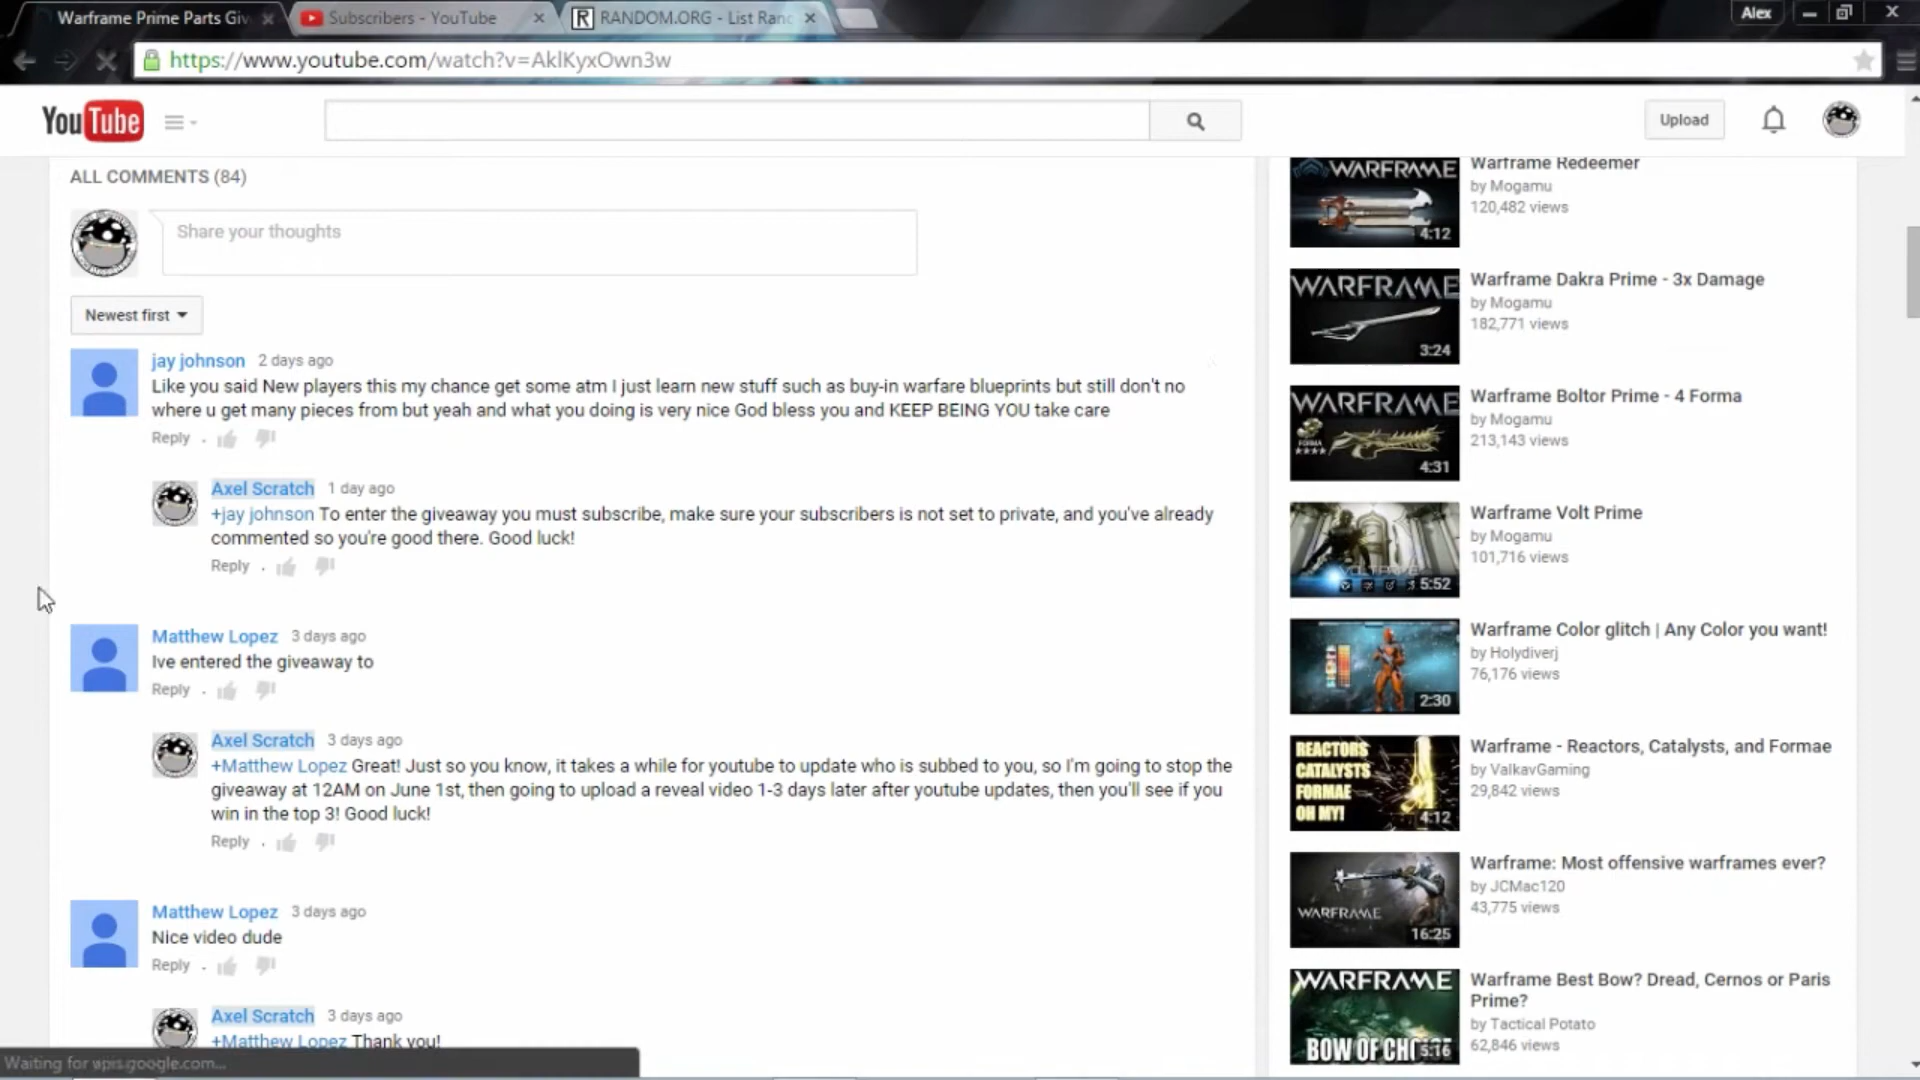 Warframe Prime Parts Giv
Subscribers - YouTube
RANDOM.ORG - List Ran
Alex
https://www.youtube.com/watch?v=AklKyxOwn3w
YouTube
Upload
ALL COMMENTS (84)
Share your thoughts
Newest first
jay johnson 2 days ago
Like you said New players this my chance get some atm I just learn new stuff such as buy-in warfare blueprints but still don't no
where u get many pieces from but yeah and what you doing is very nice God bless you and KEEP BEING YOU take care
Reply
Axel Scratch 1 day ago
+jay johnson To enter the giveaway you must subscribe, make sure your subscribers is not set to private, and you've already
commented so you're good there. Good luck!
Reply
Matthew Lopez 3 days ago
Ive entered the giveaway to
Reply
Axel Scratch 3 days ago
+Matthew Lopez Great! Just so you know, it takes a while for youtube to update who is subbed to you, so I'm going to stop the
giveaway at 12AM on June 1st, then going to upload a reveal video 1-3 days later after youtube updates, then you'll see if you
win in the top 3! Good luck!
Reply
Matthew Lopez 3 days ago
Nice video dude
Reply
Axel Scratch 3 days ago
+Matthew Lopez Thank you!
Waiting for apis.google.com...
WARFRAME
4:12
Warframe Redeemer
by Mogamu
120,482 views
WARFRAME
3:24
Warframe Dakra Prime - 3x Damage
by Mogamu
182,771 views
WARFRAME
FORMA
4:31
Warframe Boltor Prime - 4 Forma
by Mogamu
213,143 views
5:52
Warframe Volt Prime
by Mogamu
101,716 views
2:30
Warframe Color glitch | Any Color you want!
by Holydiverj
76,176 views
REACTORS
CATALYSTS
FORMAE
OH MY!
4:12
Warframe - Reactors, Catalysts, and Formae
by ValkavGaming
29,842 views
WARFRAME
16:25
Warframe: Most offensive warframes ever?
by JCMac120
43,775 views
WARFRAME
BOW OF CHOI
5:16
Warframe Best Bow? Dread, Cernos or Paris
Prime?
by Tactical Potato
62,846 views